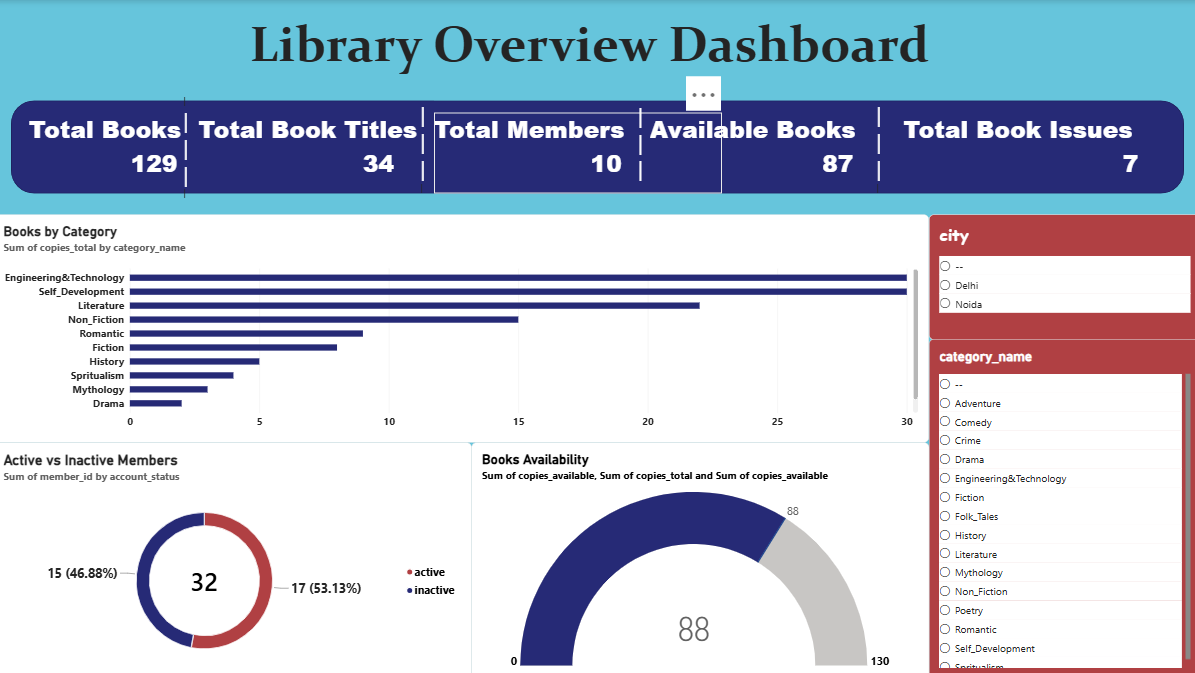 Library Overview Dashboard
Total Books
129
Total Book Titles
34
Total Members
10
Available Books
87
Total Book Issues
7
Books by Category
Sum of copies_total by category_name
Engineering&Technology
Self_Development
Literature
Non_Fiction
Romantic
Fiction
History
Spritualism
Mythology
Drama
0 5 10 15 20 25 30
city
--
Delhi
Noida
category_name
--
Adventure
Comedy
Crime
Drama
Engineering&Technology
Fiction
Folk_Tales
History
Literature
Mythology
Non_Fiction
Poetry
Romantic
Self_Development
Spritualism
Active vs Inactive Members
Sum of member_id by account_status
15 (46.88%)
32
17 (53.13%)
active
inactive
Books Availability
Sum of copies_available, Sum of copies_total and Sum of copies_available
88
88
0
130